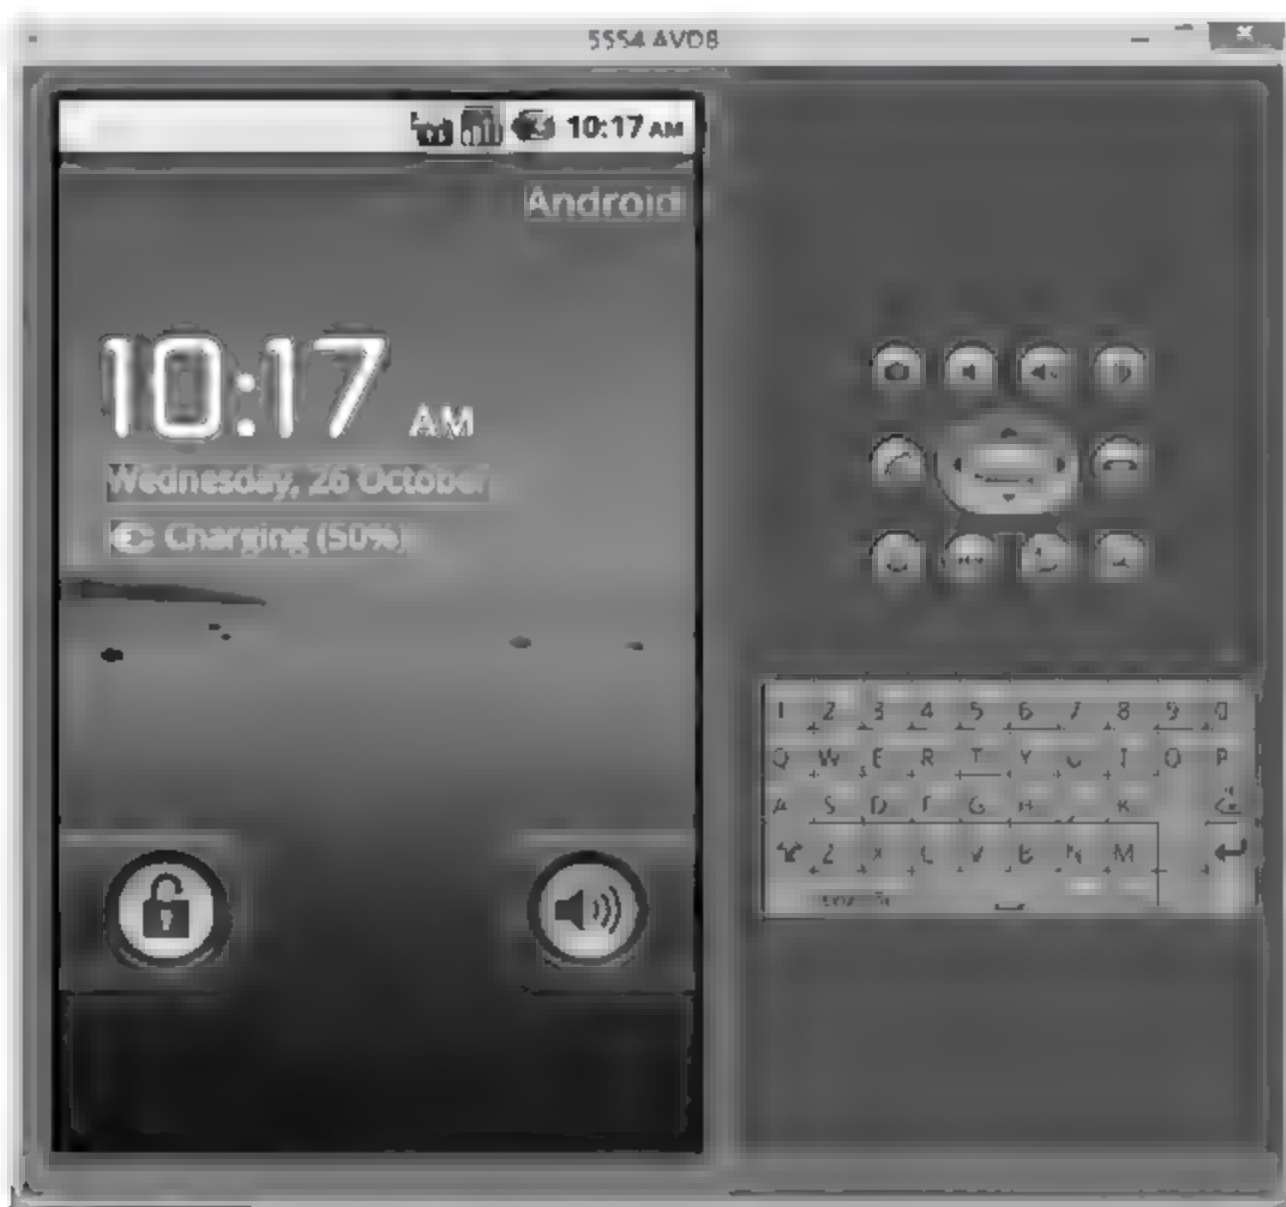 5554 AVD8
10:17 AM
Android
10:17 AM
Wednesday, 26 October
Charging (50%)
1 2 3 4 5 6 7 8 9 0
Q W E R T Y U I O P
A S D F G H K
Z X C V B N M